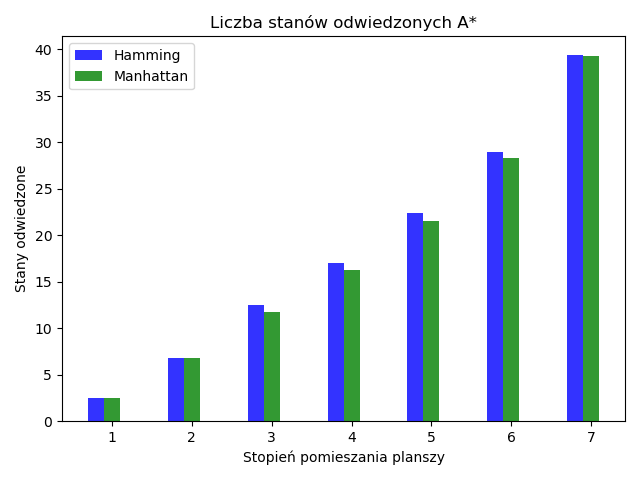 Liczba stanów odwiedzonych A*
Hamming
Manhattan
Stany odwiedzone
40
35
30
25
20
15
10
5
0
1 2 3 4 5 6 7
Stopień pomieszania planszy